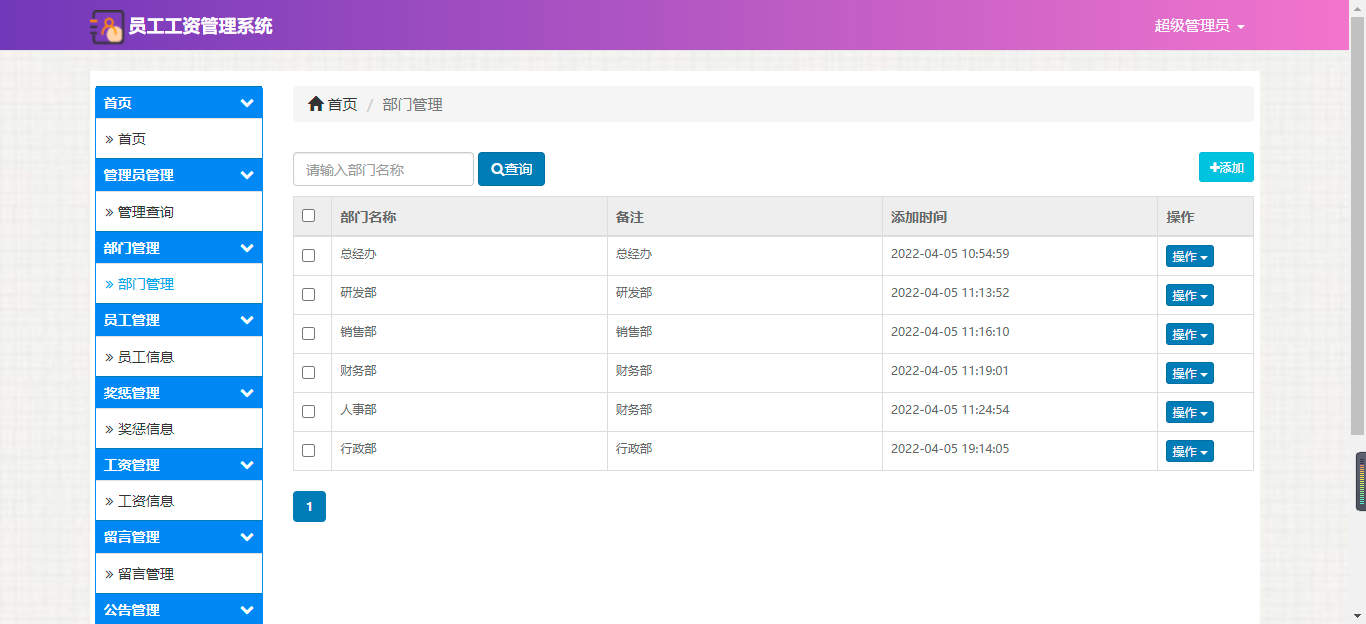 员工工资管理系统
超级管理员
首页
» 首页
管理员管理
» 管理查询
部门管理
» 部门管理
员工管理
» 员工信息
奖惩管理
» 奖惩信息
工资管理
» 工资信息
留言管理
» 留言管理
公告管理
首页 / 部门管理
请输入部门名称 查询 添加
部门名称 备注 添加时间 操作
总经办 总经办 2022-04-05 10:54:59 操作
研发部 研发部 2022-04-05 11:13:52 操作
销售部 销售部 2022-04-05 11:16:10 操作
财务部 财务部 2022-04-05 11:19:01 操作
人事部 财务部 2022-04-05 11:24:54 操作
行政部 行政部 2022-04-05 19:14:05 操作
1